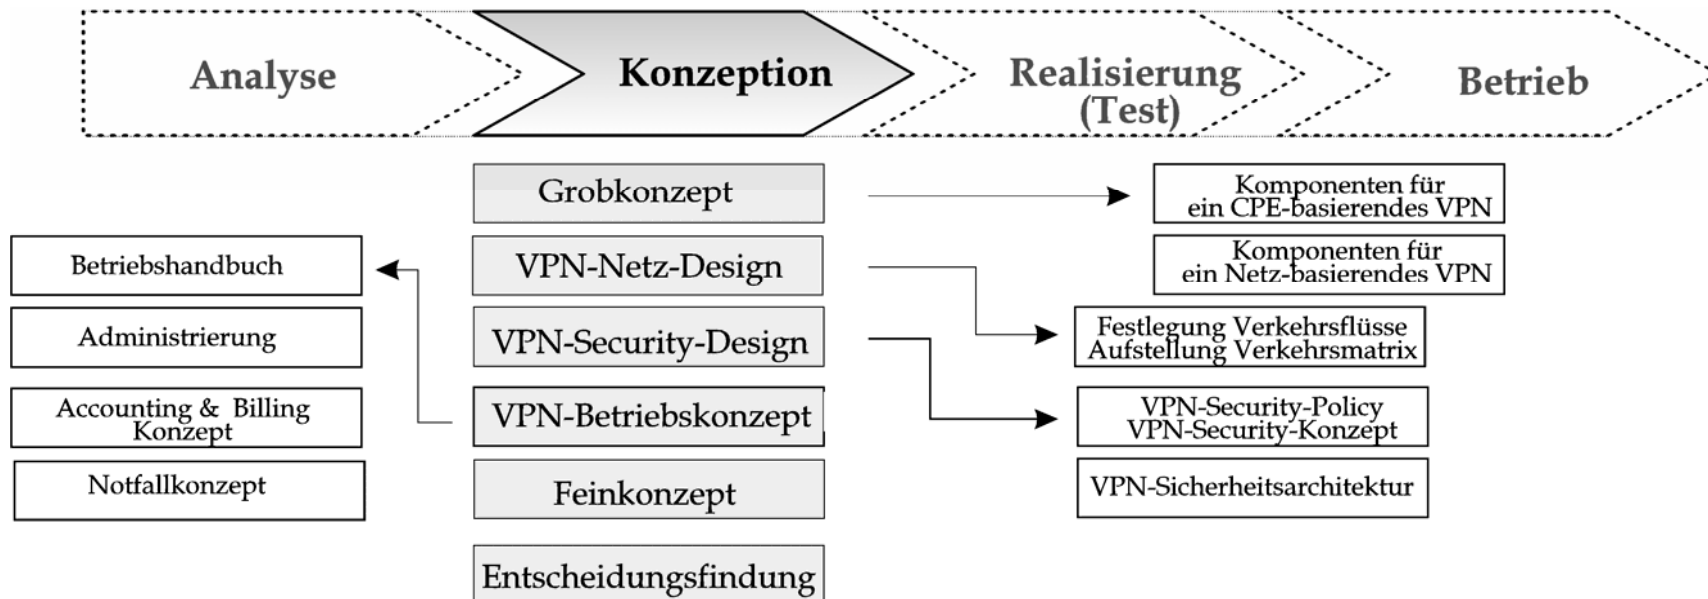 Analyse
Konzeption
Realisierung
(Test)
Betrieb
Grobkonzept
VPN-Netz-Design
VPN-Security-Design
VPN-Betriebskonzept
Feinkonzept
Entscheidungsfindung
Betriebshandbuch
Administrierung
Accounting & Billing
Konzept
Notfallkonzept
Komponenten für
ein CPE-basierendes VPN
Komponenten für
ein Netz-basierendes VPN
Festlegung Verkehrsflüsse
Aufstellung Verkehrsmatrix
VPN-Security-Policy
VPN-Security-Konzept
VPN-Sicherheitsarchitektur